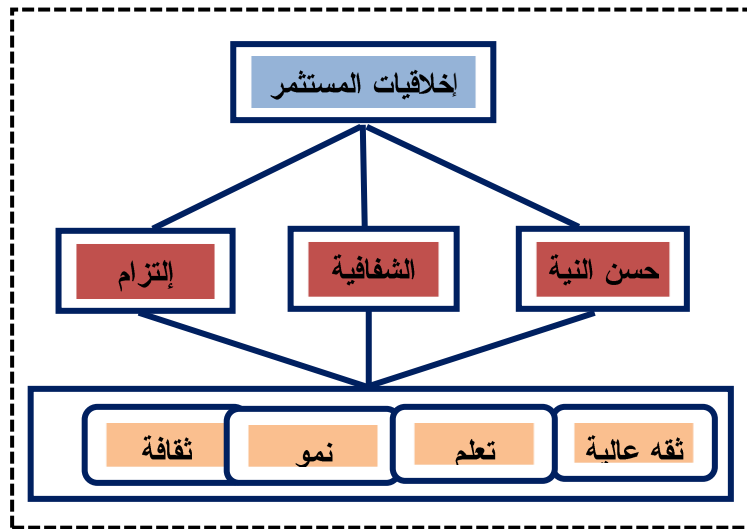 إخلاقيات المستثمر
حسن النية
الشفافية
إلتزام
ثقه عالية
تعلم
نمو
ثقافة